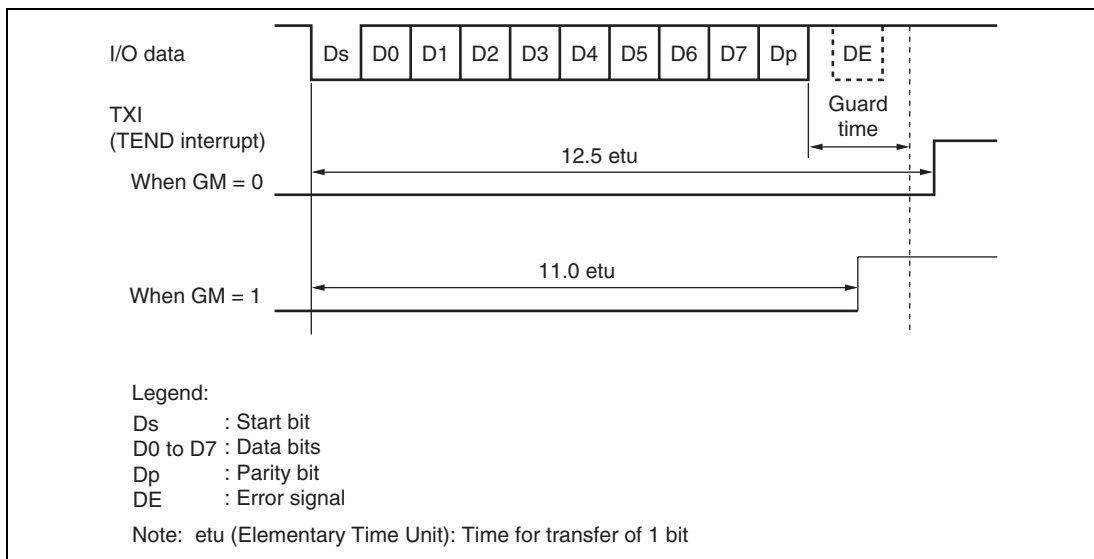 I/O data
Ds D0 D1 D2 D3 D4 D5 D6 D7 Dp DE
TXI
(TEND interrupt)
Guard
time
12.5 etu
When GM = 0
11.0 etu
When GM = 1
Legend:
Ds : Start bit
D0 to D7 : Data bits
Dp : Parity bit
DE : Error signal
Note: etu (Elementary Time Unit): Time for transfer of 1 bit